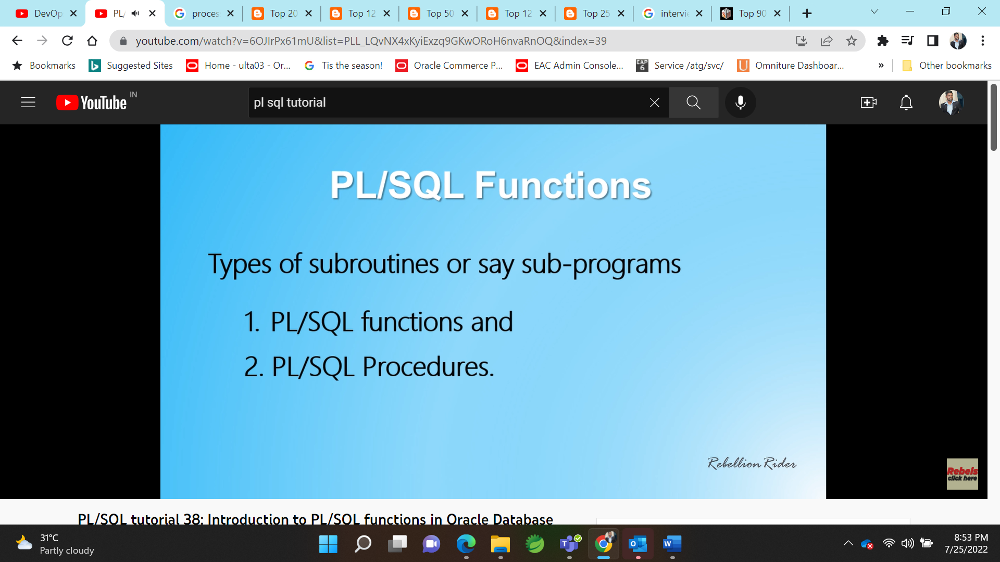 DevOp
PL/
proces
Top 20
Top 12
Top 50
Top 12
Top 25
intervie
Top 90
youtube.com/watch?v=6OJIrPx61mU&list=PLL_LQvNX4xKyiExzq9GKwORoH6nvaRnOQ&index=39
Bookmarks
Suggested Sites
Home - ulta03 - Or...
Tis the season!
Oracle Commerce P...
EAC Admin Console...
EAP 6
Service /atg/svc/
Omniture Dashboar...
»
Other bookmarks
YouTube IN
pl sql tutorial
PL/SQL Functions
Types of subroutines or say sub-programs
1. PL/SQL functions and
2. PL/SQL Procedures.
Rebellion Rider
Rebels
click here
PL/SQL tutorial 38: Introduction to PL/SQL functions in Oracle Database
31°C
Partly cloudy
8:53 PM
7/25/2022